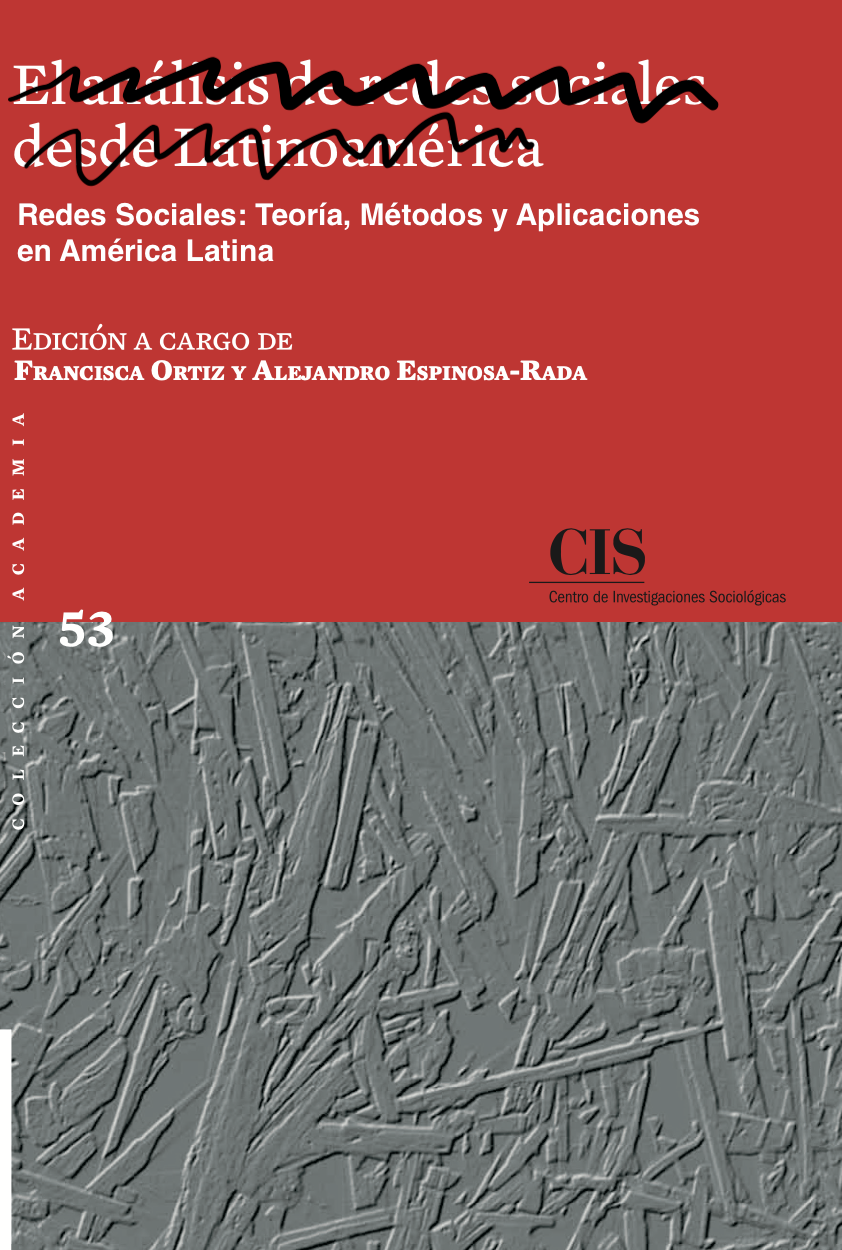 El análisis de redes sociales
desde Latinoamérica
Redes Sociales: Teoría, Métodos y Aplicaciones
en América Latina
EDICIÓN A CARGO DE
FRANCISCA ORTIZ Y ALEJANDRO ESPINOSA-RADA
COLECCIÓN ACADEMIA
CIS
Centro de Investigaciones Sociológicas
53